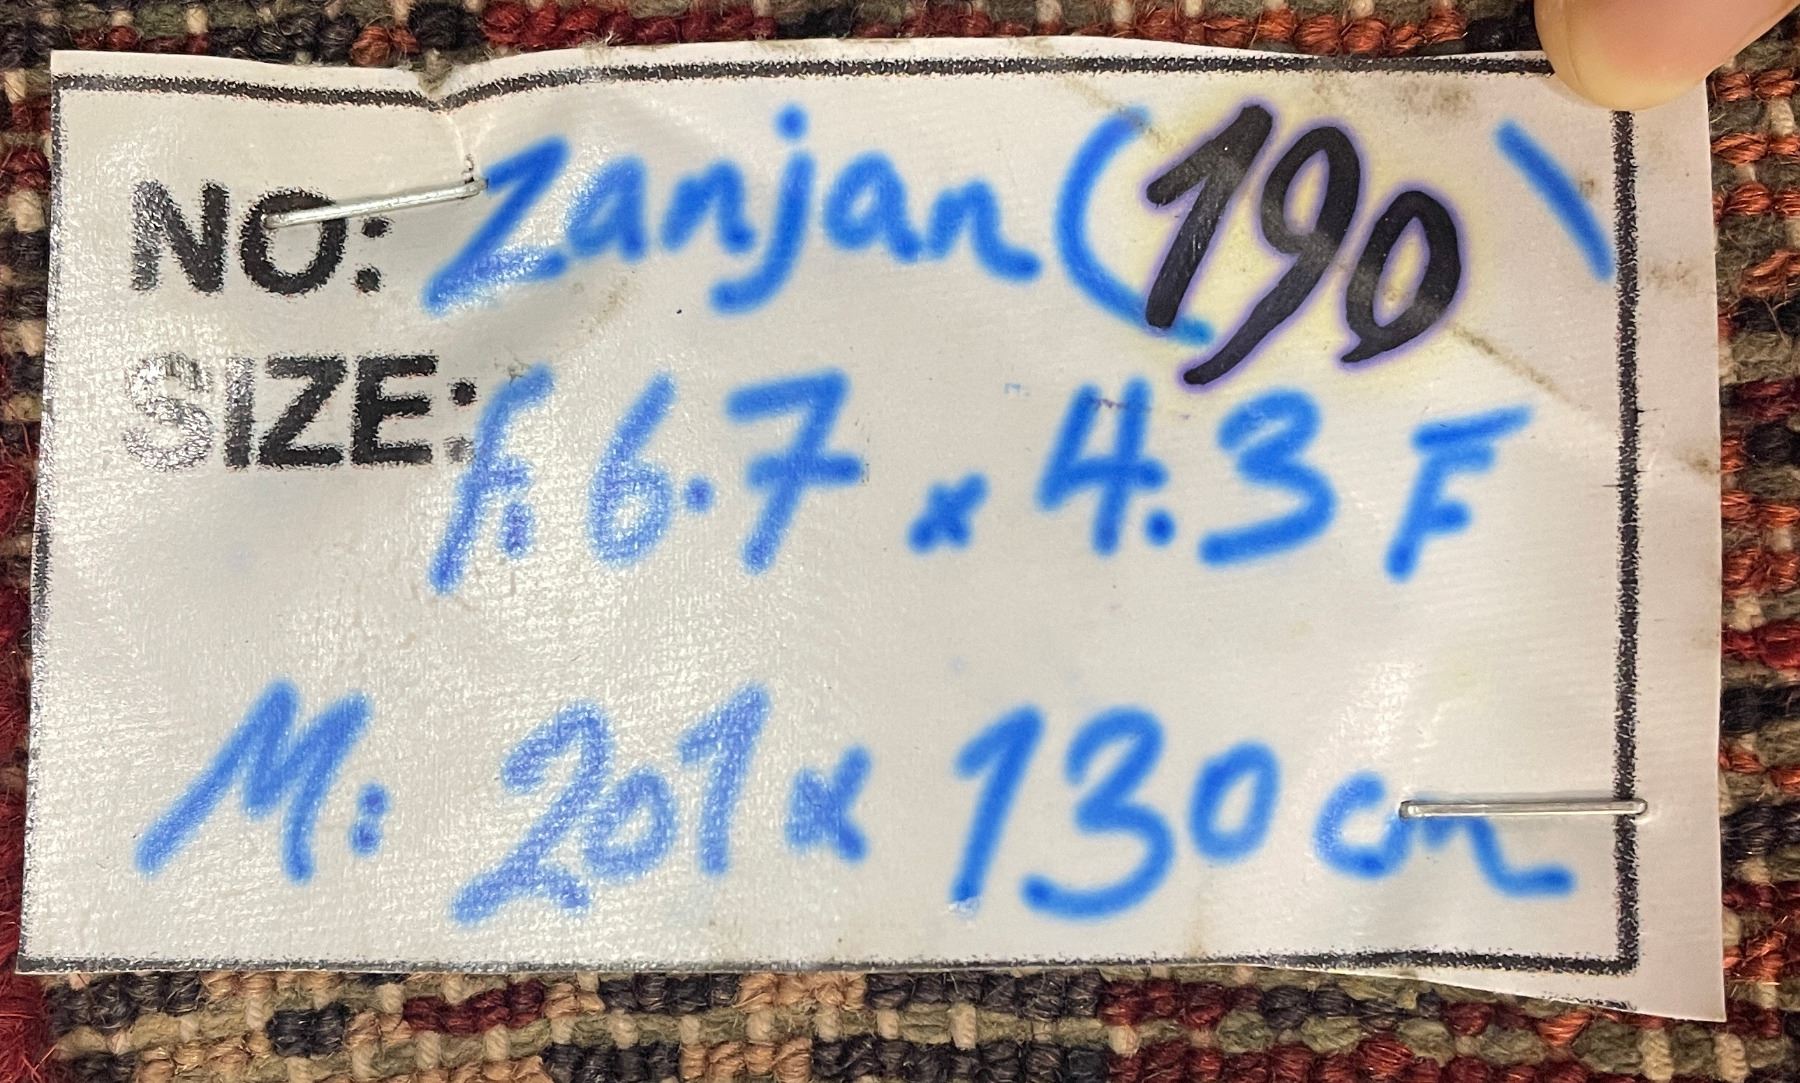 NO: Zanjan (190)
SIZE: F: 6.7 x 4.3 F
M: 201 x 130 cm